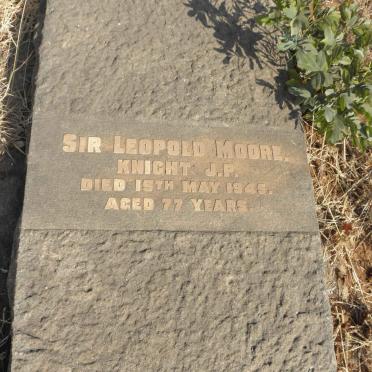 SIR LEOPOLD MOORE.
KNIGHT J.P.
DIED 15TH MAY 1945.
AGED 77 YEARS.